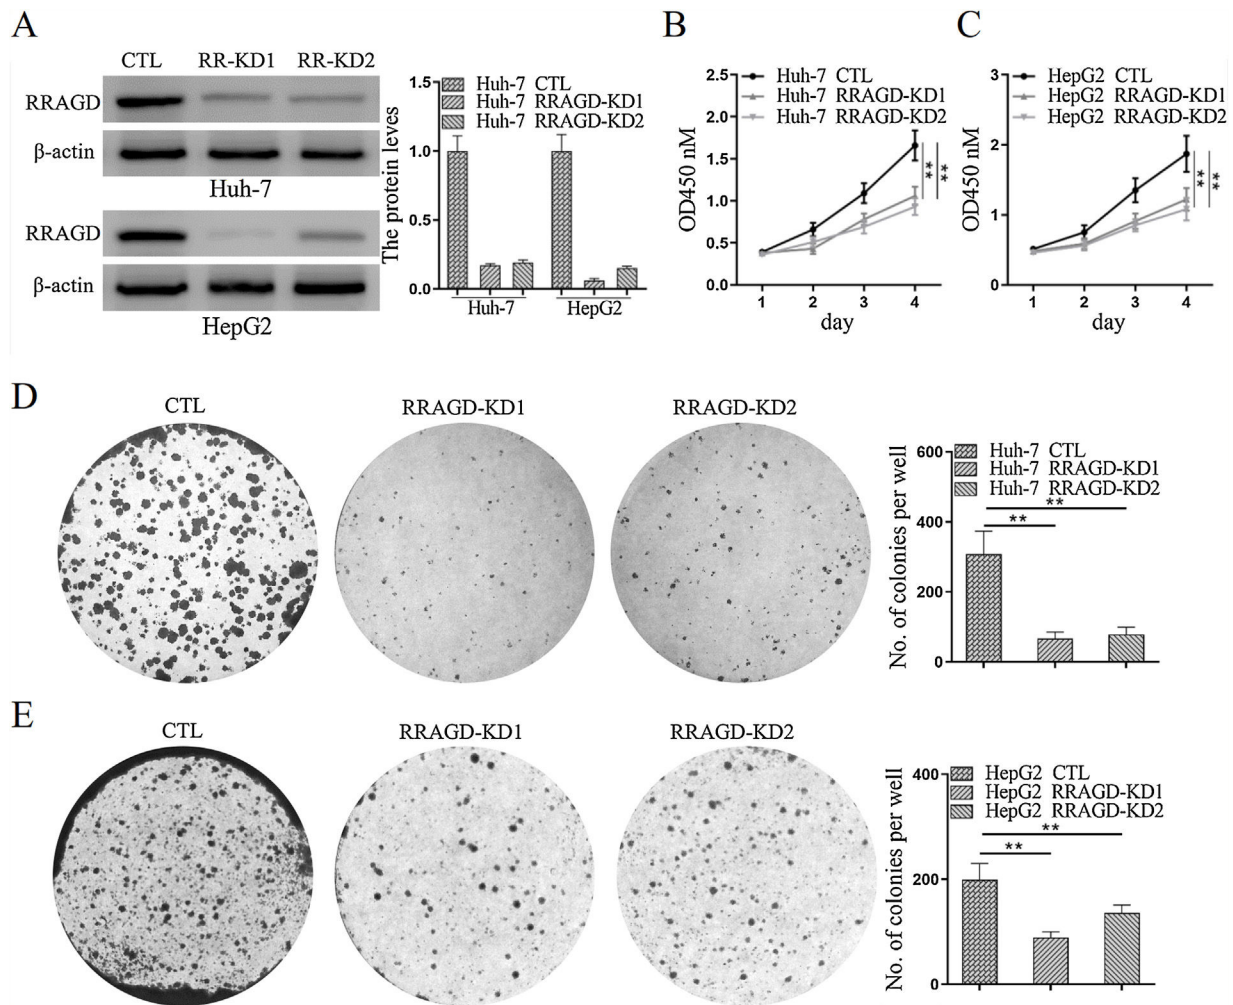 A
CTL RR-KD1 RR-KD2
RRAGD
β-actin
Huh-7
RRAGD
β-actin
HepG2
The protein leves
1.5
1.0
0.5
0.0
Huh-7 CTL
Huh-7 RRAGD-KD1
Huh-7 RRAGD-KD2
Huh-7 HepG2
B
OD450 nM
2.5
2.0
1.5
1.0
0.5
0.0
Huh-7 CTL
Huh-7 RRAGD-KD1
Huh-7 RRAGD-KD2
**
**
1 2 3 4
day
C
OD450 nM
3
2
1
0
HepG2 CTL
HepG2 RRAGD-KD1
HepG2 RRAGD-KD2
**
**
1 2 3 4
day
D
CTL RRAGD-KD1 RRAGD-KD2
No. of colonies per well
600
400
200
0
Huh-7 CTL
Huh-7 RRAGD-KD1
Huh-7 RRAGD-KD2
**
**
E
CTL RRAGD-KD1 RRAGD-KD2
No. of colonies per well
400
200
0
HepG2 CTL
HepG2 RRAGD-KD1
HepG2 RRAGD-KD2
**
**